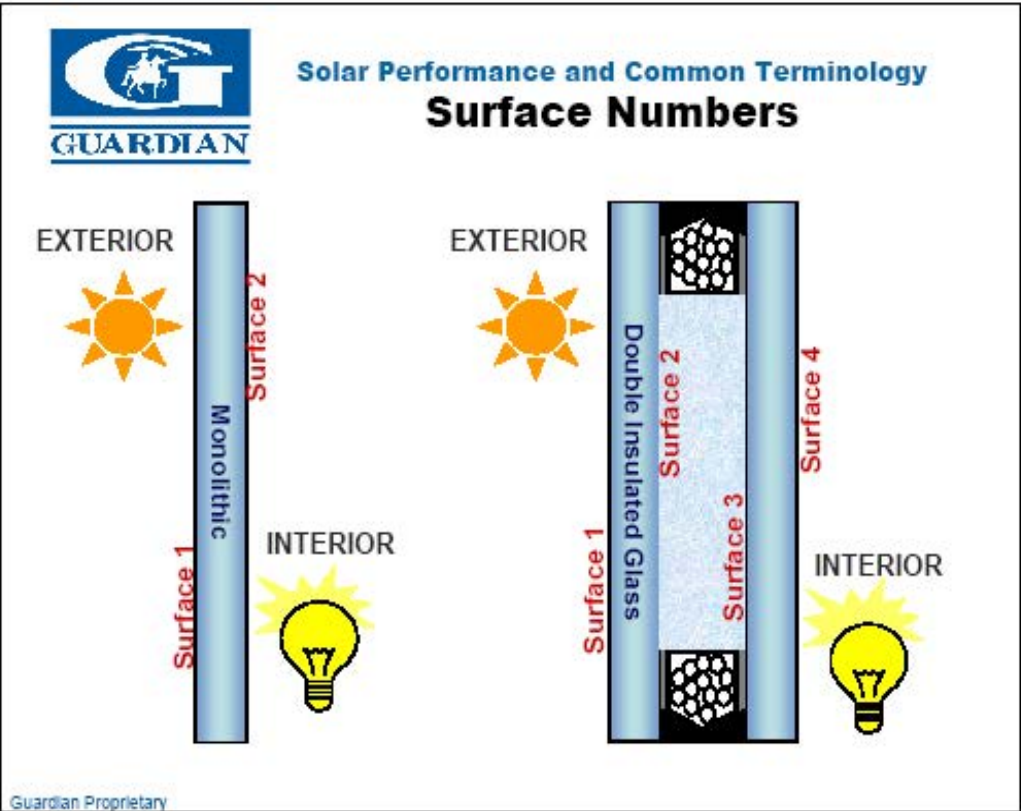 Solar Performance and Common Terminology
Surface Numbers
GUARDIAN
EXTERIOR
Surface 2
Monolithic
Surface 1
INTERIOR
EXTERIOR
Double Insulated Glass
Surface 2
Surface 4
Surface 3
Surface 1
INTERIOR
Guardian Proprietary